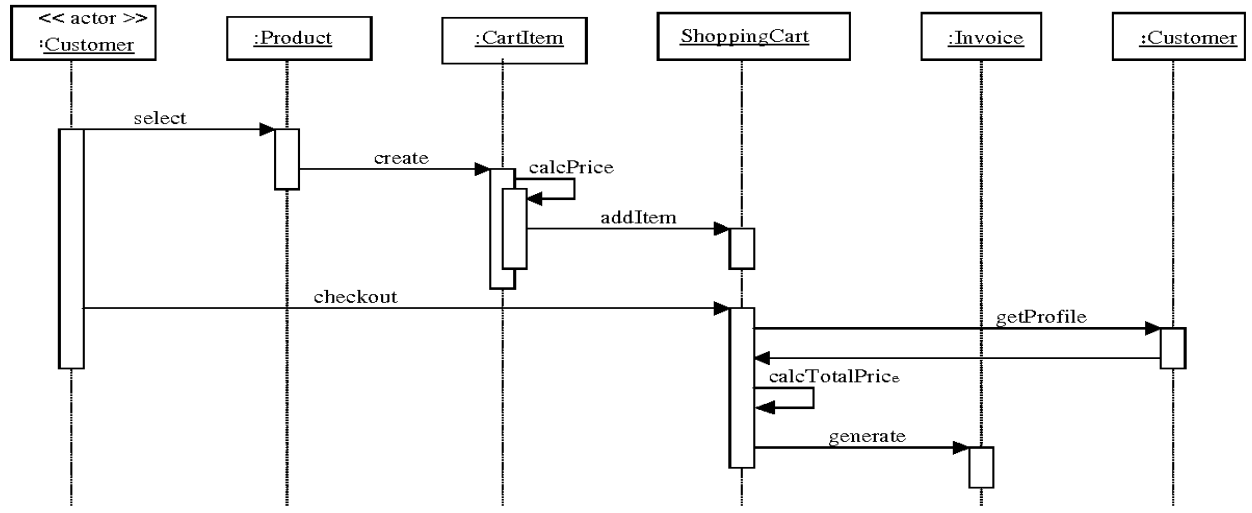 << actor >>
:Customer
:Product
:CartItem
ShoppingCart
:Invoice
:Customer
select
create
calcPrice
addItem
checkout
getProfile
calcTotalPrice
generate